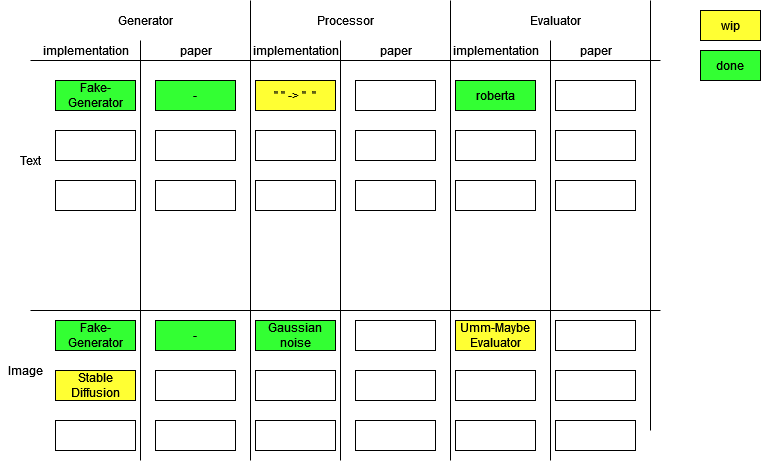 Generator
Processor
Evaluator
wip
implementation
paper
implementation
paper
implementation
paper
done
Fake-
Generator
-
" " -> "  "
roberta
Text
Fake-
Generator
-
Gaussian
noise
Umm-Maybe
Evaluator
Image
Stable
Diffusion